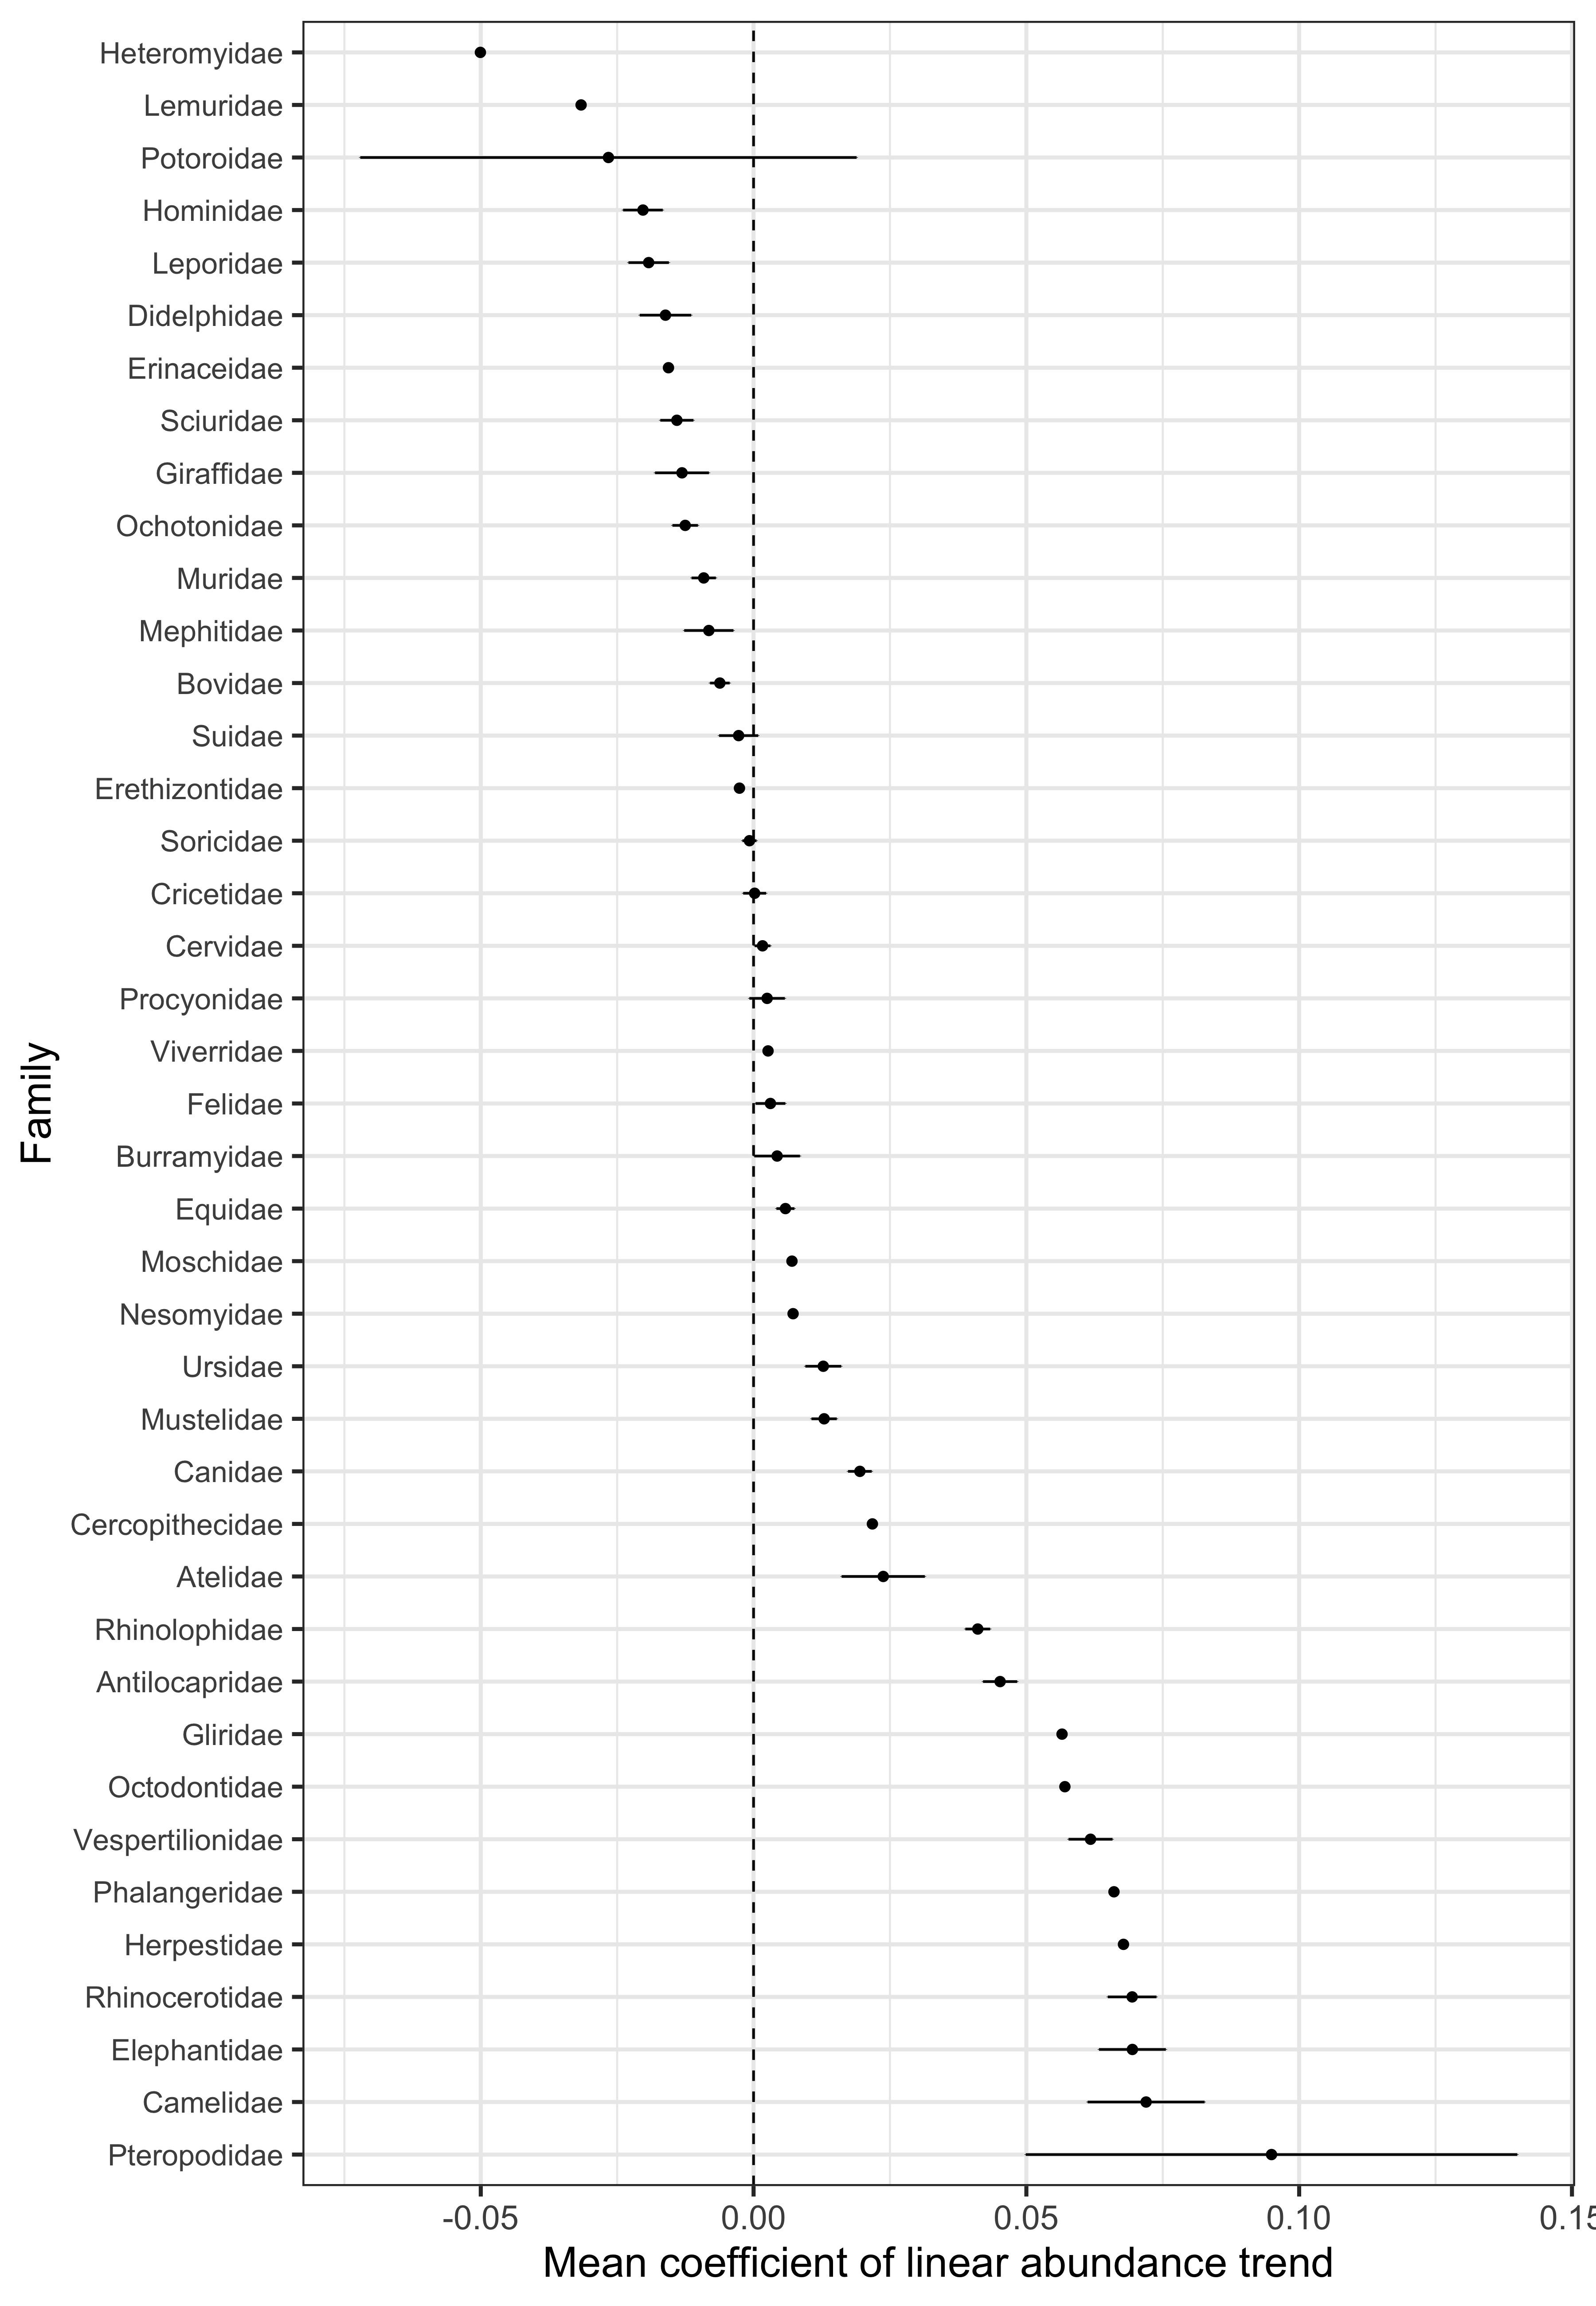 Heteromyidae
Lemuridae
Potoroidae
Hominidae
Leporidae
Didelphidae
Erinaceidae
Sciuridae
Giraffidae
Ochotonidae
Muridae
Mephitidae
Bovidae
Suidae
Erethizontidae
Soricidae
Cricetidae
Cervidae
Procyonidae
Viverridae
Felidae
Burramyidae
Equidae
Moschidae
Nesomyidae
Ursidae
Mustelidae
Canidae
Cercopithecidae
Atelidae
Rhinolophidae
Antilocapridae
Gliridae
Octodontidae
Vespertilionidae
Phalangeridae
Herpestidae
Rhinocerotidae
Elephantidae
Camelidae
Pteropodidae
Family
-0.05 0.00 0.05 0.10 0.15
Mean coefficient of linear abundance trend